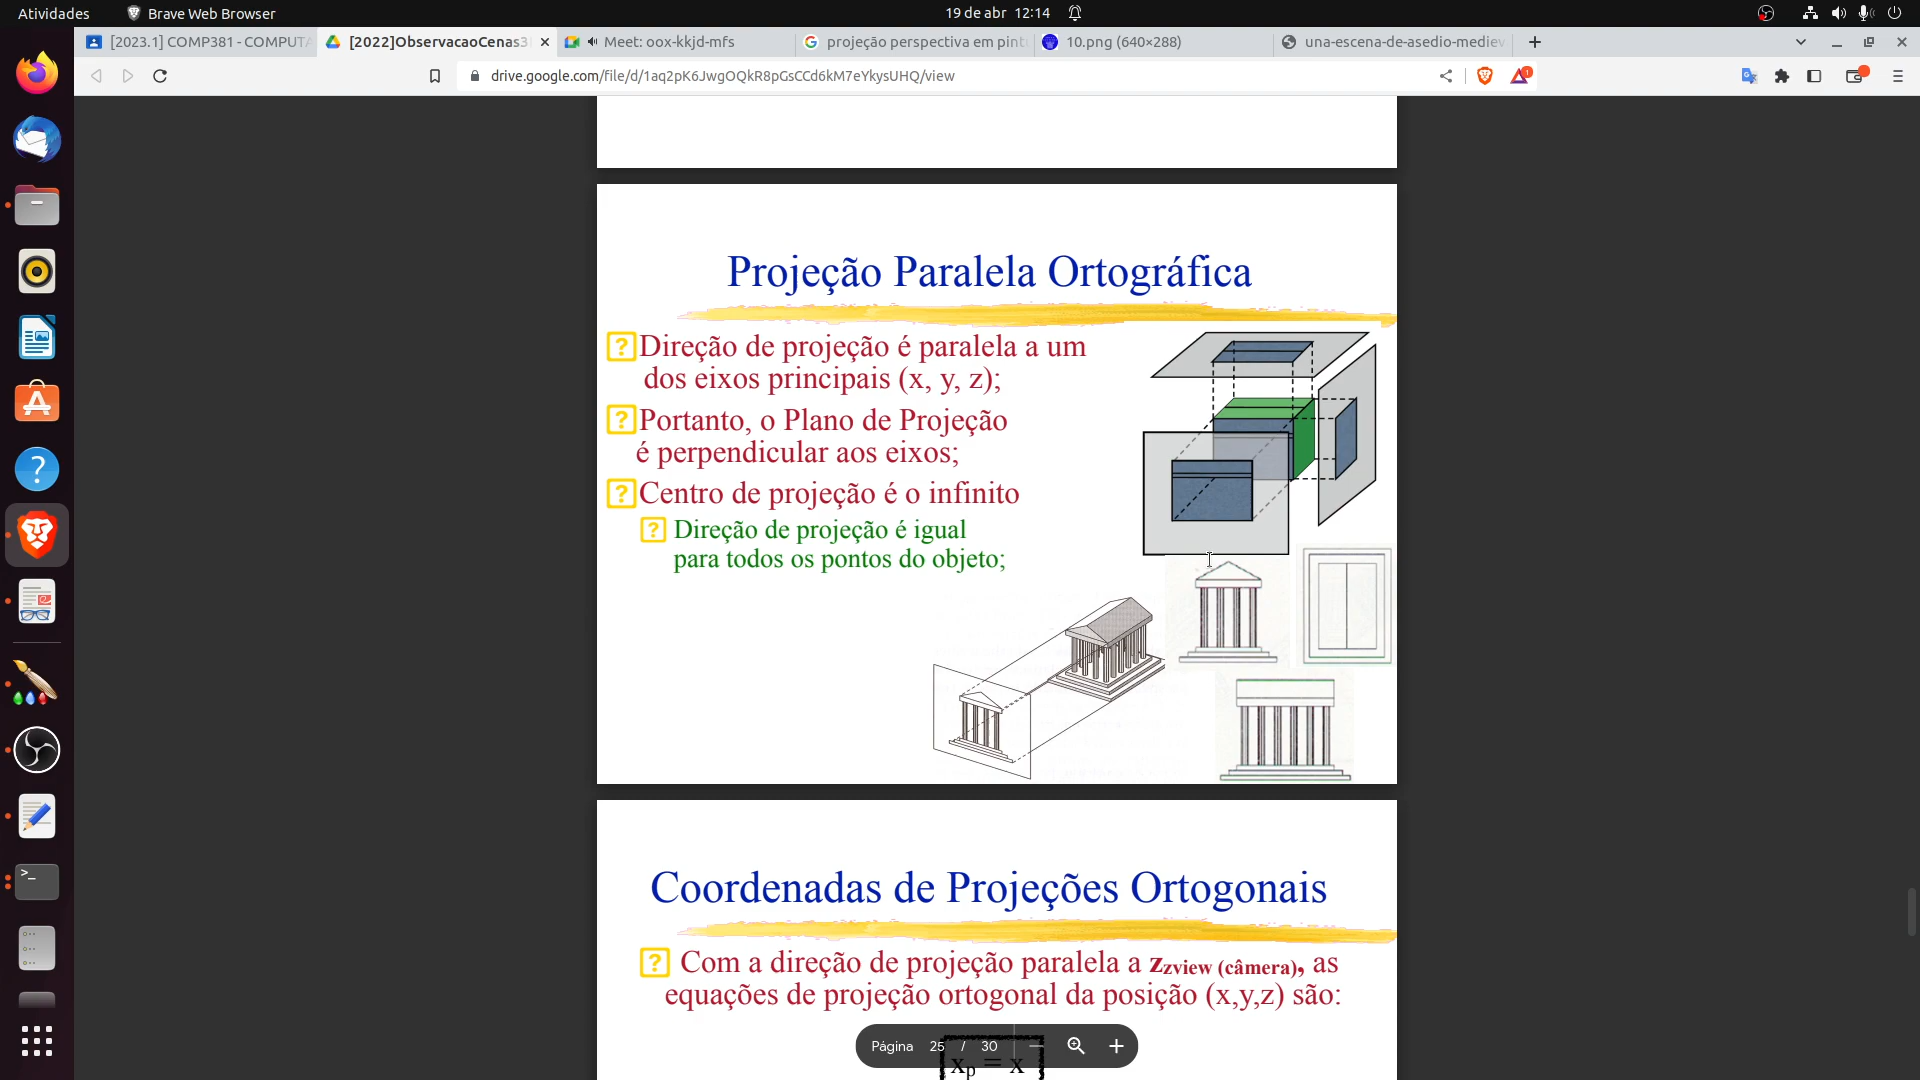 Atividades
Brave Web Browser
19 de abr 12:14
[2023.1] COMP381 - COMPUTA
[2022]ObservacaoCenas3
Meet: oox-kkjd-mfs
projeção perspectiva em pint
10.png (640×288)
una-escena-de-asedio-mediev
drive.google.com/file/d/1aq2pK6JwgOQkR8pGsCCd6kM7eYkysUHQ/view
1
Projeção Paralela Ortográfica
? Direção de projeção é paralela a um
dos eixos principais (x, y, z);
? Portanto, o Plano de Projeção
é perpendicular aos eixos;
? Centro de projeção é o infinito
? Direção de projeção é igual
para todos os pontos do objeto;
Coordenadas de Projeções Ortogonais
? Com a direção de projeção paralela a zzview (câmera), as
equações de projeção ortogonal da posição (x,y,z) são:
xp = x
Página 25 / 30